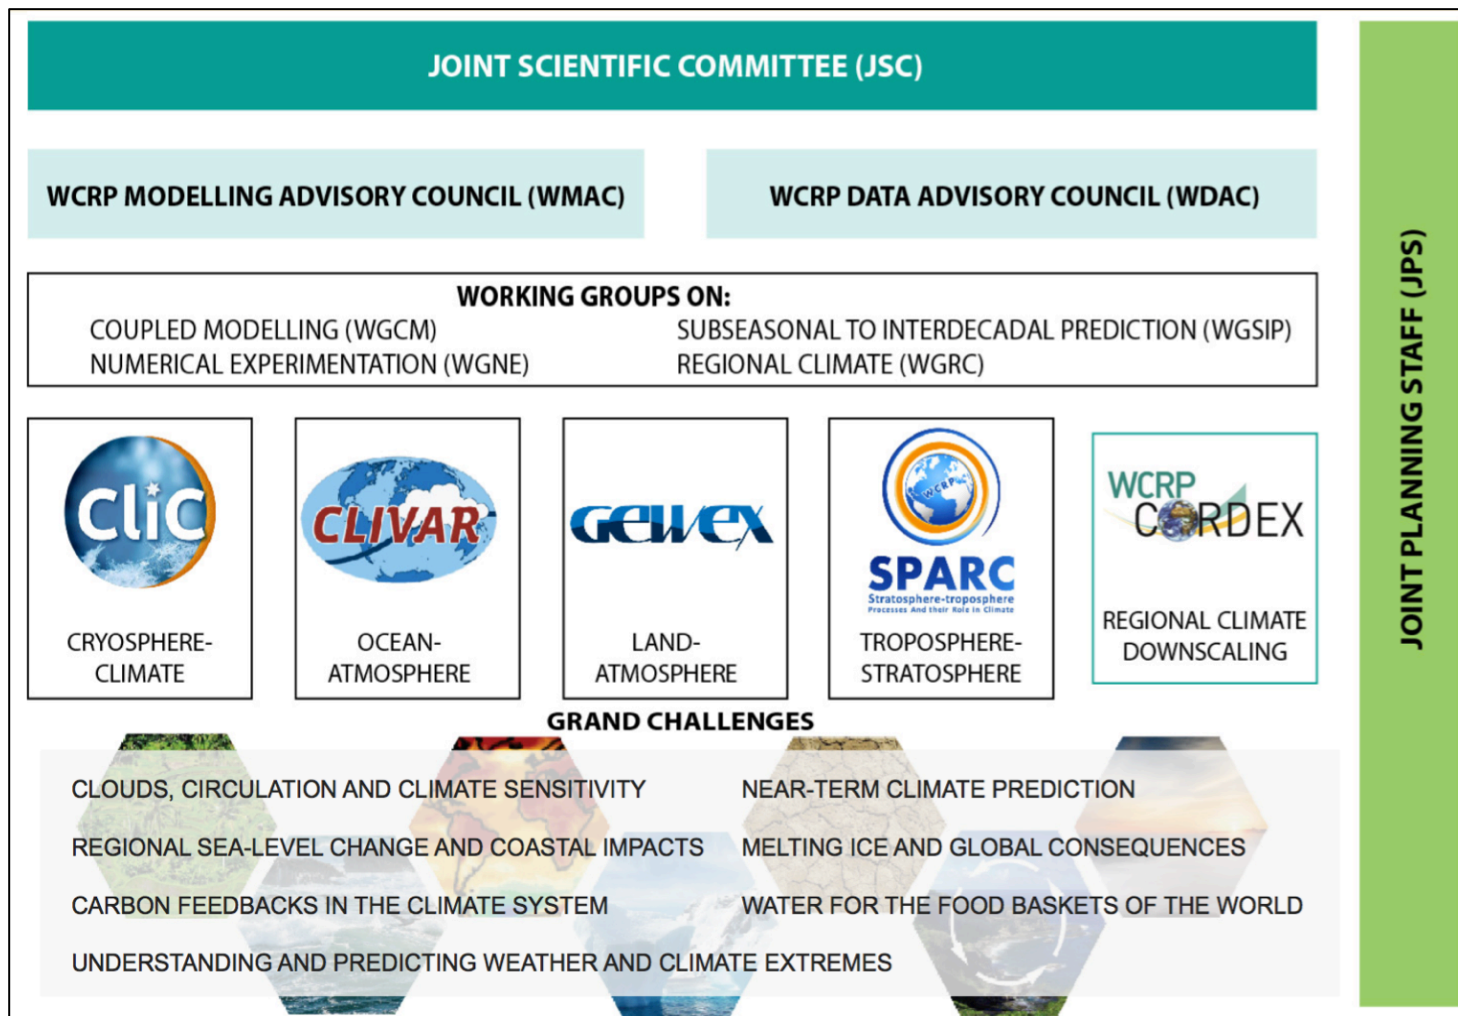 JOINT SCIENTIFIC COMMITTEE (JSC)
WCRP MODELLING ADVISORY COUNCIL (WMAC)
WCRP DATA ADVISORY COUNCIL (WDAC)
WORKING GROUPS ON:
COUPLED MODELLING (WGCM)
SUBSEASONAL TO INTERDECADAL PREDICTION (WGSIP)
NUMERICAL EXPERIMENTATION (WGNE)
REGIONAL CLIMATE (WGRC)
CliC
CRYOSPHERE-
CLIMATE
CLIVAR
OCEAN-
ATMOSPHERE
GEWEX
LAND-
ATMOSPHERE
WCRP
SPARC
Stratosphere-troposphere
Processes And their Role in Climate
TROPOSPHERE-
STRATOSPHERE
WCRP
CORDEX
REGIONAL CLIMATE
DOWNSCALING
GRAND CHALLENGES
CLOUDS, CIRCULATION AND CLIMATE SENSITIVITY
NEAR-TERM CLIMATE PREDICTION
REGIONAL SEA-LEVEL CHANGE AND COASTAL IMPACTS
MELTING ICE AND GLOBAL CONSEQUENCES
CARBON FEEDBACKS IN THE CLIMATE SYSTEM
WATER FOR THE FOOD BASKETS OF THE WORLD
UNDERSTANDING AND PREDICTING WEATHER AND CLIMATE EXTREMES
JOINT PLANNING STAFF (JPS)